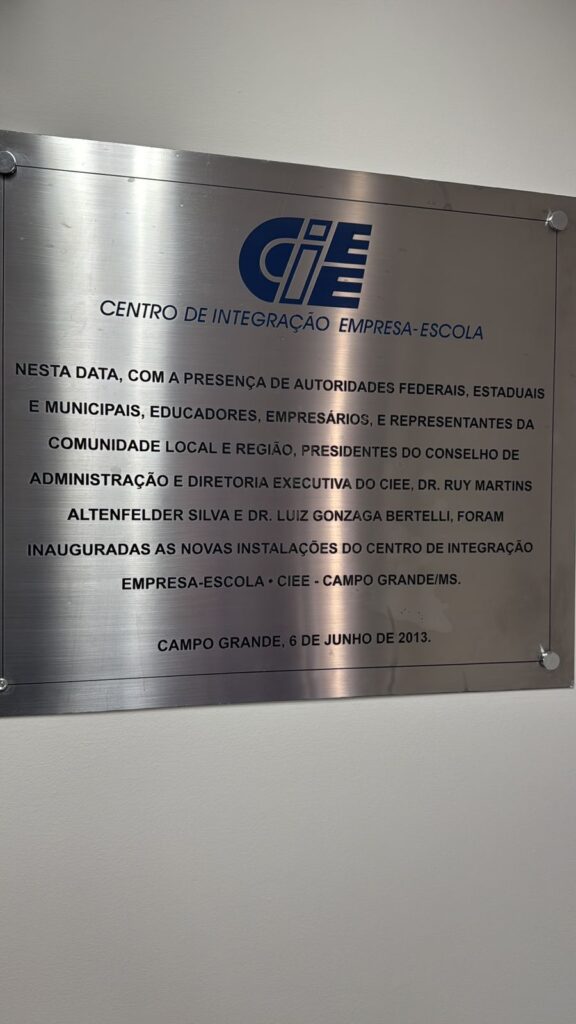 CIEE
CENTRO DE INTEGRAÇÃO EMPRESA-ESCOLA
NESTA DATA, COM A PRESENÇA DE AUTORIDADES FEDERAIS, ESTADUAIS
E MUNICIPAIS, EDUCADORES, EMPRESÁRIOS, E REPRESENTANTES DA
COMUNIDADE LOCAL E REGIÃO, PRESIDENTES DO CONSELHO DE
ADMINISTRAÇÃO E DIRETORIA EXECUTIVA DO CIEE, DR. RUY MARTINS
ALTENFELDER SILVA E DR. LUIZ GONZAGA BERTELLI, FORAM
INAUGURADAS AS NOVAS INSTALAÇÕES DO CENTRO DE INTEGRAÇÃO
EMPRESA-ESCOLA • CIEE - CAMPO GRANDE/MS.
CAMPO GRANDE, 6 DE JUNHO DE 2013.